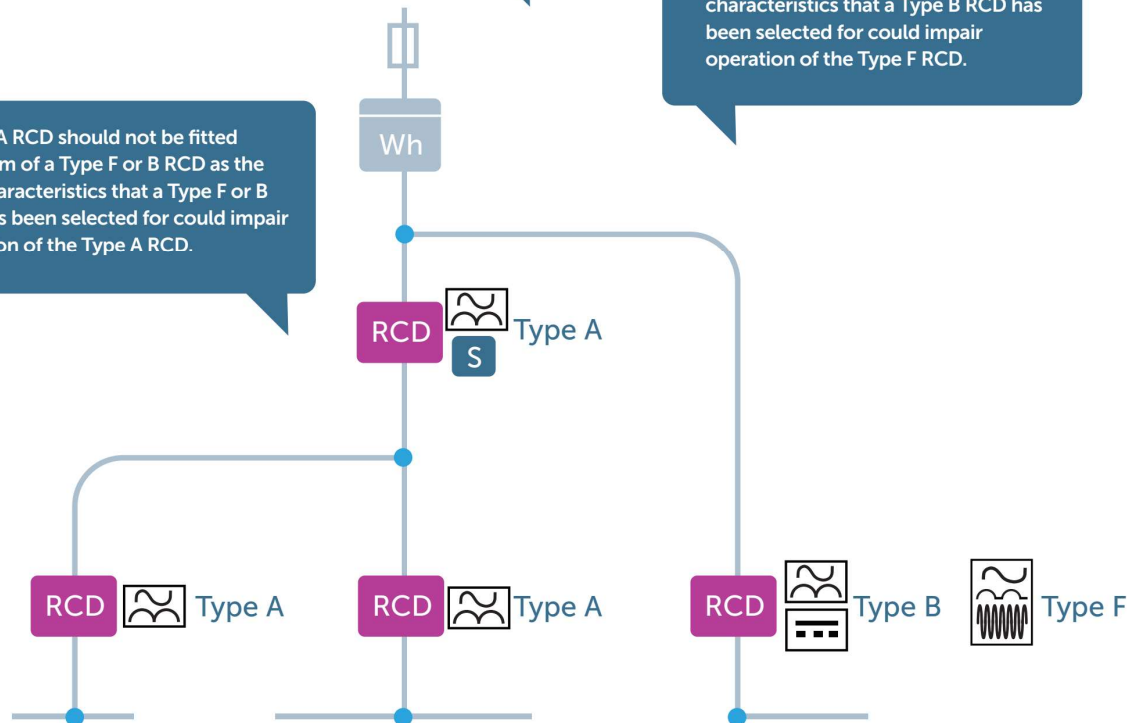 characteristics that a Type B RCD has
been selected for could impair
operation of the Type F RCD.
A RCD should not be fitted
m of a Type F or B RCD as the
aracteristics that a Type F or B
s been selected for could impair
on of the Type A RCD.
Wh
RCD
Type A
S
RCD
Type A
RCD
Type A
RCD
Type B
Type F